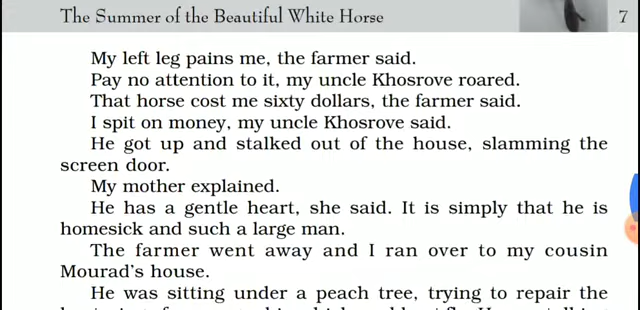 The Summer of the Beautiful White Horse 7
My left leg pains me, the farmer said.
Pay no attention to it, my uncle Khosrove roared.
That horse cost me sixty dollars, the farmer said.
I spit on money, my uncle Khosrove said.
He got up and stalked out of the house, slamming the
screen door.
My mother explained.
He has a gentle heart, she said. It is simply that he is
homesick and such a large man.
The farmer went away and I ran over to my cousin
Mourad's house.
He was sitting under a peach tree, trying to repair the